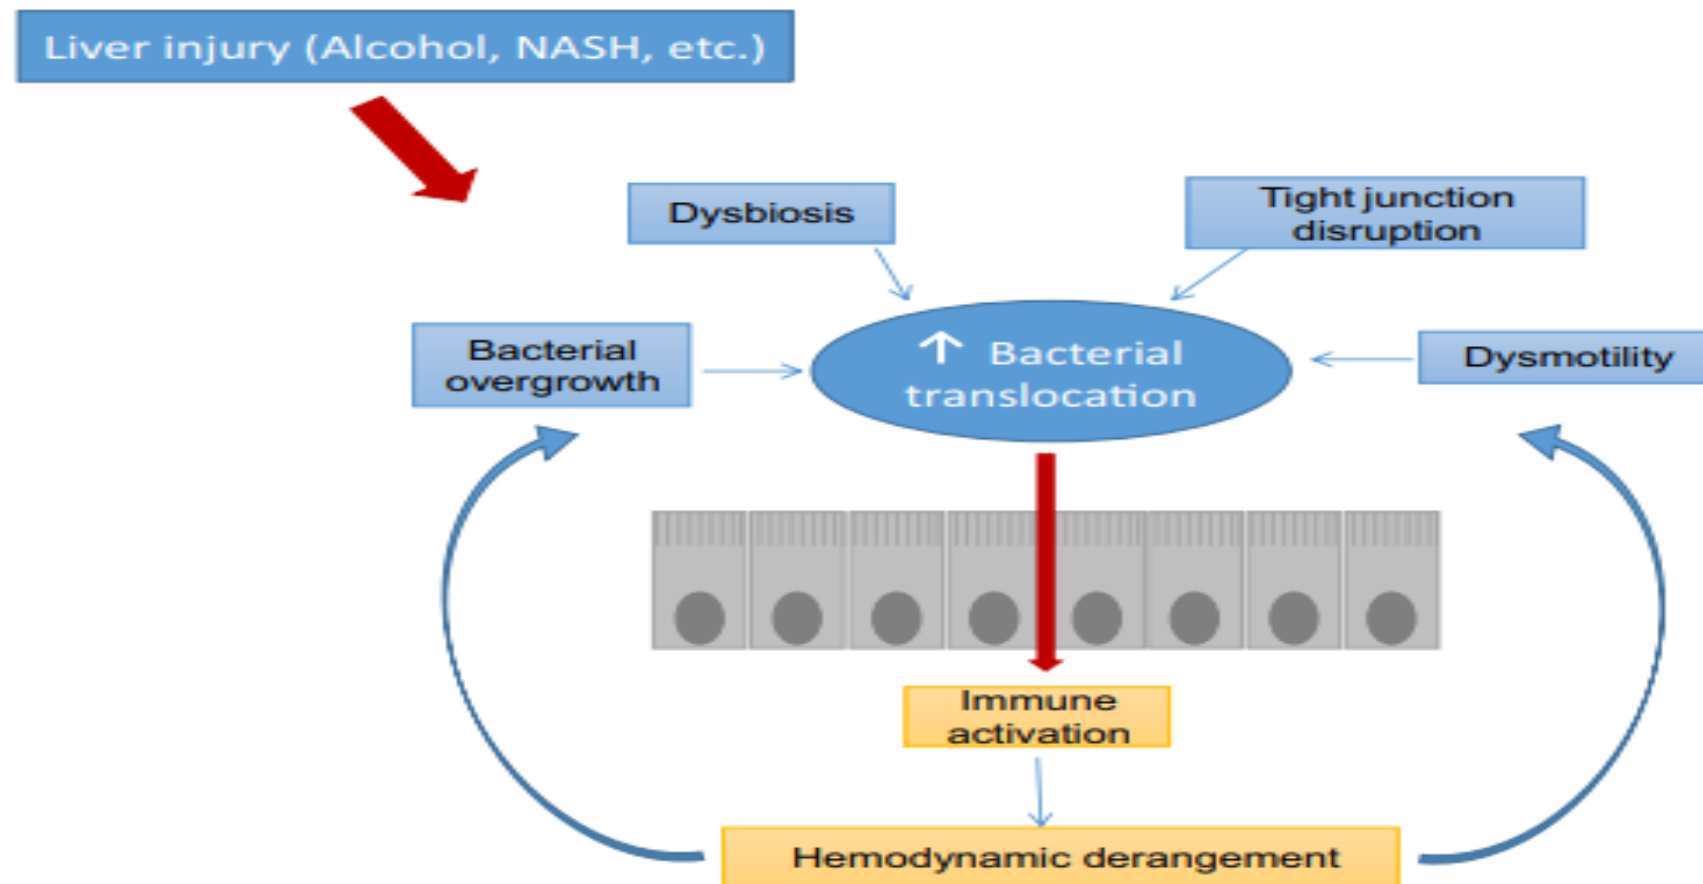 Liver injury (Alcohol, NASH, etc.)
Dysbiosis
Tight junction
disruption
Bacterial
overgrowth
↑ Bacterial
translocation
Dysmotility
Immune
activation
Hemodynamic derangement